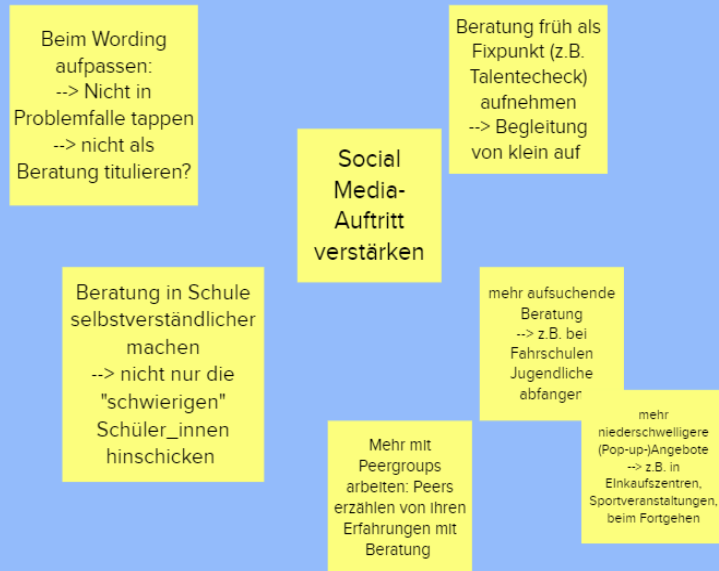 Beim Wording
aufpassen:
--> Nicht in
Problemfalle tappen
--> nicht als
Beratung titulieren?
Beratung früh als
Fixpunkt (z.B.
Talentecheck)
aufnehmen
--> Begleitung
von klein auf
Social
Media-
Auftritt
verstärken
Beratung in Schule
selbstverständlicher
machen
--> nicht nur die
"schwierigen"
Schüler_innen
hinschicken
mehr aufsuchende
Beratung
--> z.B. bei
Fahrschulen
Jugendliche
abfangen
mehr
niederschwelligere
(Pop-up-)Angebote
--> z.B. in
EInkaufszentren,
Sportveranstaltungen,
beim Fortgehen
Mehr mit
Peergroups
arbeiten: Peers
erzählen von ihren
Erfahrungen mit
Beratung